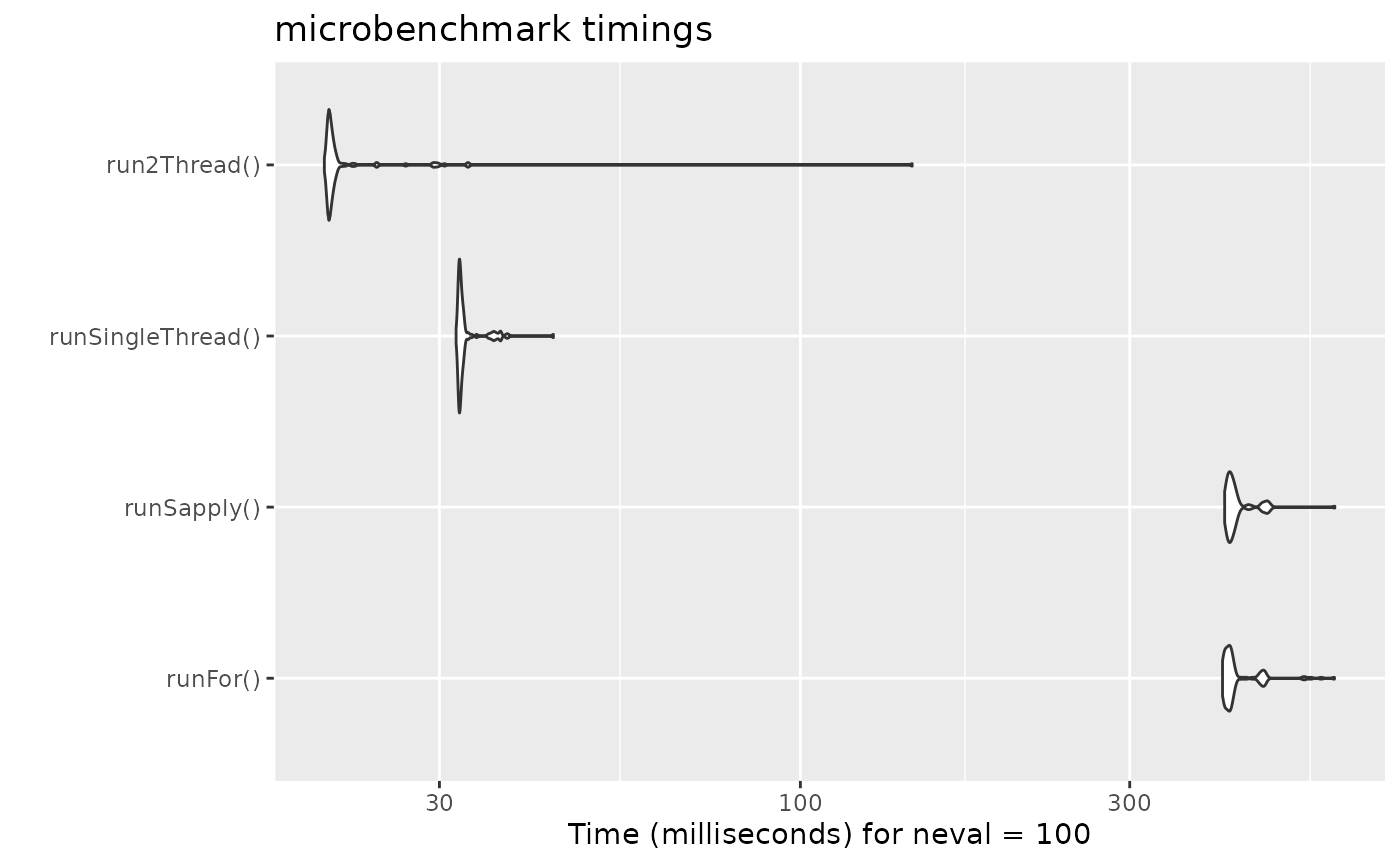 microbenchmark timings
run2Thread()
runSingleThread()
runSapply()
runFor()
30
100
300
Time (milliseconds) for neval = 100